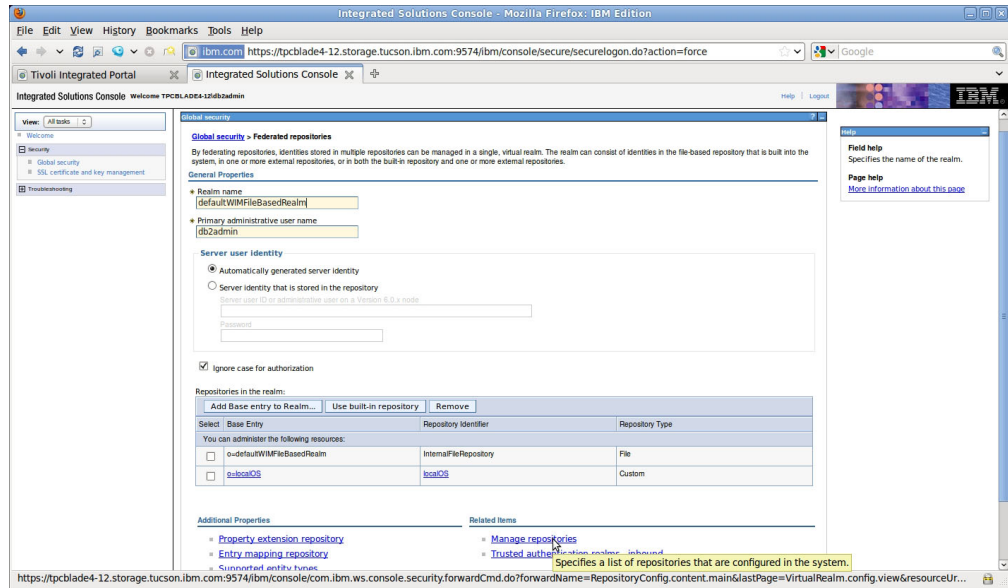 Integrated Solutions Console - Mozilla Firefox: IBM Edition
File Edit View History Bookmarks Tools Help
ibm.com https://tpcblade4-12.storage.tucson.ibm.com:9574/ibm/console/secure/securelogon.do?action=force
Google
Tivoli Integrated Portal
Integrated Solutions Console
Integrated Solutions Console Welcome TPCBLADE4-12\db2admin
Help | Logout
IBM
View: All tasks
Welcome
Security
Global security
SSL certificate and key management
Troubleshooting
Global security
? –
Global security > Federated repositories
By federating repositories, identities stored in multiple repositories can be managed in a single, virtual realm. The realm can consist of identities in the file-based repository that is built into the
system, in one or more external repositories, or in both the built-in repository and one or more external repositories.
General Properties
* Realm name
defaultWIMFileBasedRealm
* Primary administrative user name
db2admin
Server user identity
Automatically generated server identity
Server identity that is stored in the repository
Server user ID or administrative user on a Version 6.0.x node
Password
Ignore case for authorization
Repositories in the realm:
Add Base entry to Realm... Use built-in repository Remove
Select Base Entry Repository Identifier Repository Type
You can administer the following resources:
o=defaultWIMFileBasedRealm InternalFileRepository File
o=localOS localOS Custom
Additional Properties
Property extension repository
Entry mapping repository
Supported entity types
Related Items
Manage repositories
Trusted authentication realms - inbound
Specifies a list of repositories that are configured in the system.
Help
Field help
Specifies the name of the realm.
Page help
More information about this page
https://tpcblade4-12.storage.tucson.ibm.com:9574/ibm/console/com.ibm.ws.console.security.forwardCmd.do?forwardName=RepositoryConfig.content.main&lastPage=VirtualRealm.config.view&resourceUr...